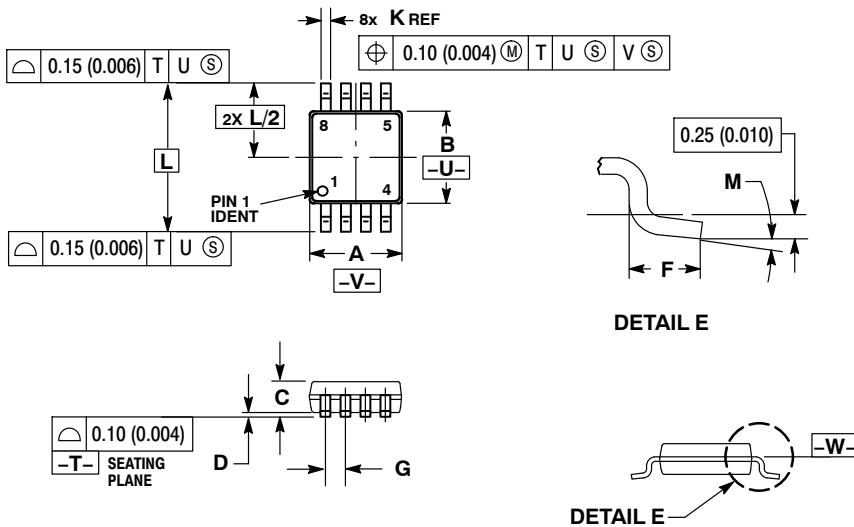 8x K REF
⌖ 0.10 (0.004) Ⓜ T U Ⓢ V Ⓢ
⌓ 0.15 (0.006) T U Ⓢ
2X L/2
L
8 5
B
-U-
1 4
PIN 1
IDENT
⌓ 0.15 (0.006) T U Ⓢ
A
-V-
0.25 (0.010)
M
F
DETAIL E
C
⌓ 0.10 (0.004)
-T- SEATING
PLANE
D
G
-W-
DETAIL E